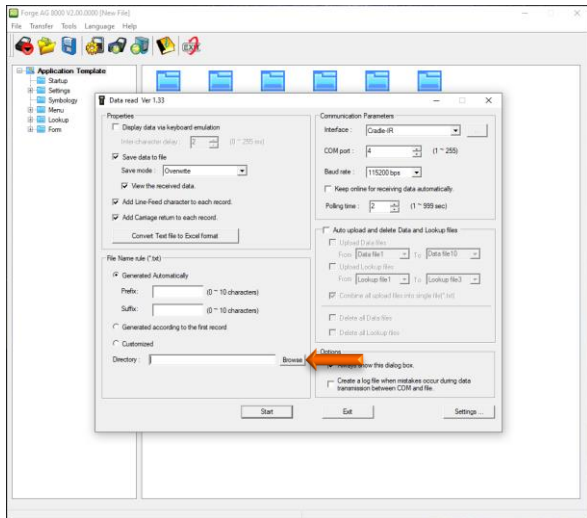 Forge AG 8000 V2.00.0000 [New File]
File Transfer Tools Language Help
EXIT
Application Template
Startup
Settings
Symbology
Menu
Lookup
Form
Data read Ver 1.33
Properties
Display data via keyboard emulation
Inter-character delay: 2 (0 ~ 255 ms)
Save data to file
Save mode : Overwrite
View the received data.
Add Line-Feed character to each record.
Add Carriage return to each record.
Convert Text file to Excel format
File Name rule (*.txt)
Generated Automatically
Prefix: (0 ~ 10 characters)
Suffix: (0 ~ 10 characters)
Generated according to the first record
Customized
Directory : Browse
Communication Parameters
Interface : Cradle-IR
COM port : 4 (1 ~ 255)
Baud rate : 115200 bps
Keep online for receiving data automatically.
Polling time : 2 (1 ~ 999 sec)
Auto upload and delete Data and Lookup files
Upload Data files
From Data file1 To Data file10
Upload Lookup files
From Lookup file1 To Lookup file3
Combine all upload files into single file(*.txt)
Delete all Data files
Delete all Lookup files
Options
Always show this dialog box.
Create a log file when mistakes occur during data
transmission between COM and file.
Start Exit Settings ...